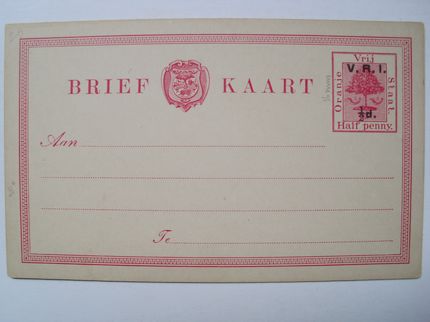 BRIEF KAART
Vrij
Oranje
Staat
V. R. I.
½d.
Half penny.
Aan
Te